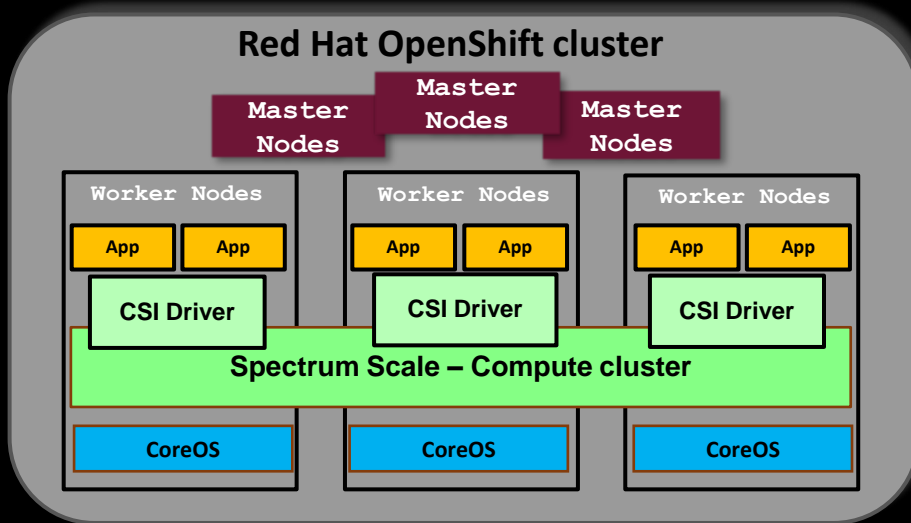 Red Hat OpenShift cluster
Master
Nodes
Master
Nodes
Master
Nodes
Worker Nodes
Worker Nodes
Worker Nodes
App
App
App
App
App
App
CSI Driver
CSI Driver
CSI Driver
Spectrum Scale – Compute cluster
CoreOS
CoreOS
CoreOS